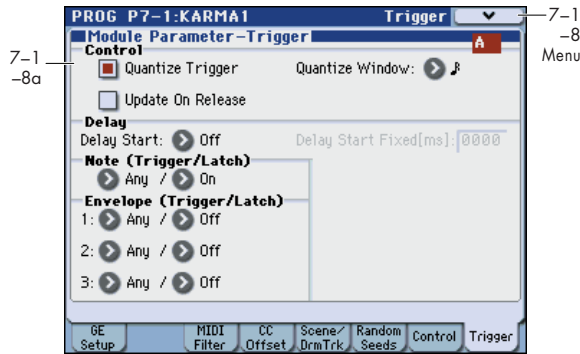 PROG P7-1:KARMA1 Trigger
Module Parameter-Trigger
A
Control
Quantize Trigger Quantize Window: ♪
Update On Release
Delay
Delay Start: Off Delay Start Fixed[ms]: 0000
Note (Trigger/Latch)
Any / On
Envelope (Trigger/Latch)
1: Any / Off
2: Any / Off
3: Any / Off
GE Setup
MIDI Filter
CC Offset
Scene/ DrmTrk
Random Seeds
Control
Trigger
7–1
–8a
7–1
–8
Menu